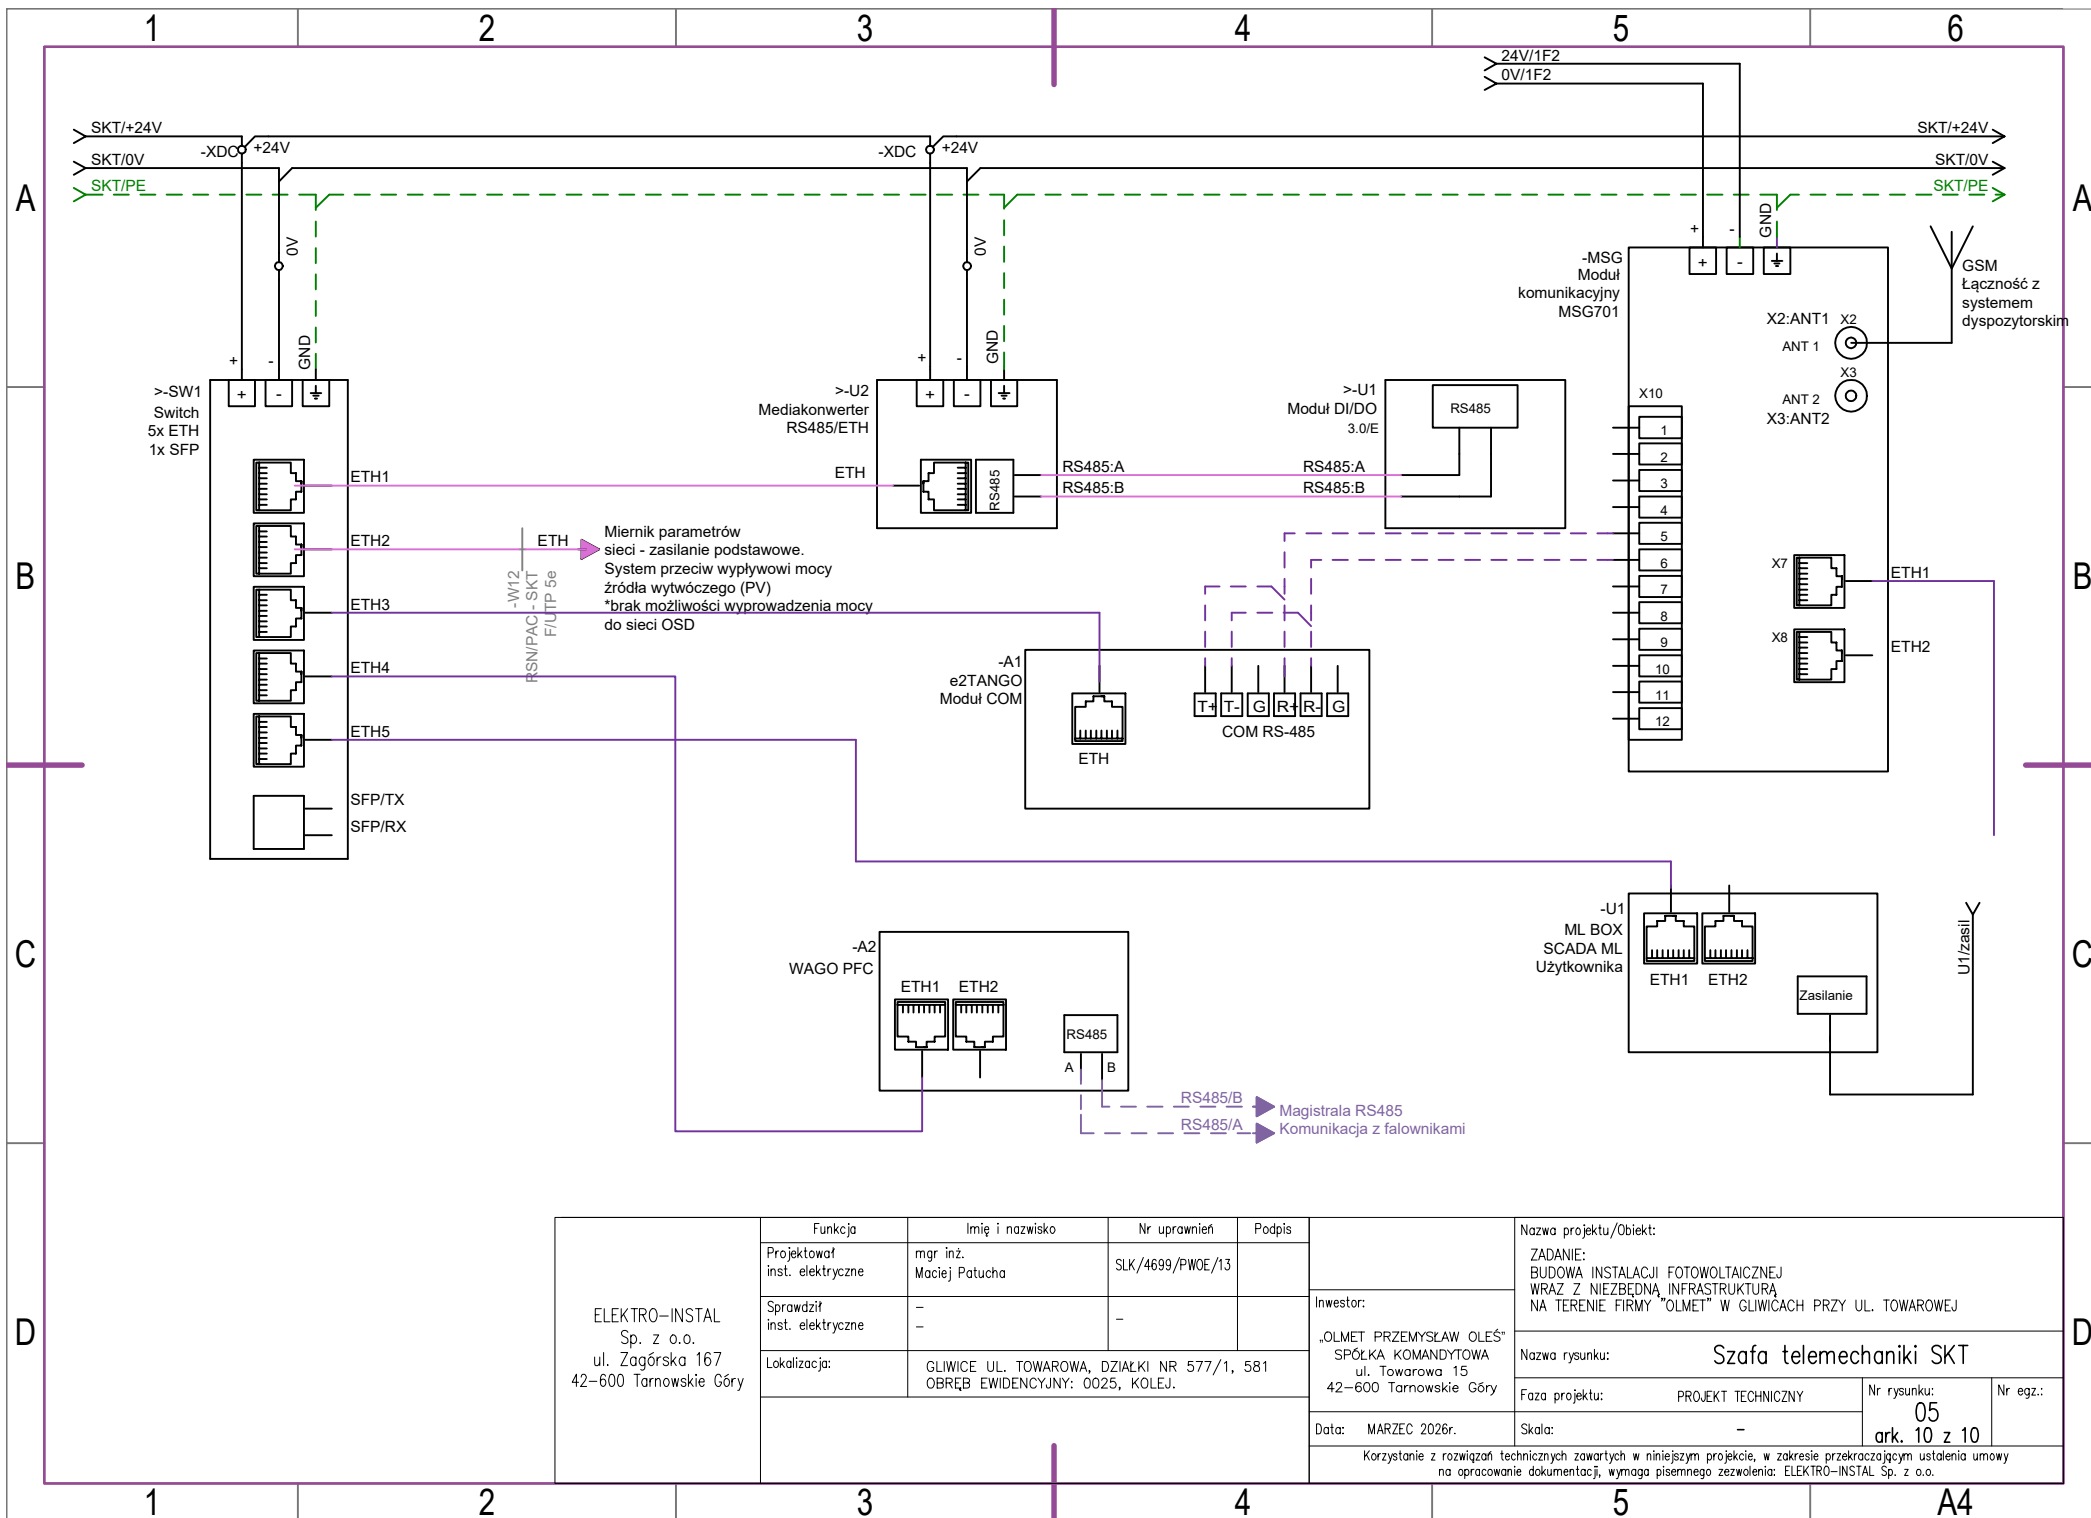 1 2 3 4 5 6
24V/1F2
0V/1F2
SKT/+24V
SKT/+24V
-XDC +24V
-XDC +24V
SKT/0V
SKT/0V
SKT/PE
SKT/PE
A
A
0V
0V
GND
GND
GND
+ -
+ -
+ -
-MSG
Moduł
komunikacyjny
MSG701
+ -
GSM
Łączność z
systemem
dyspozytorskim
X2:ANT1 X2
ANT 1
X3
ANT 2
X3:ANT2
>-SW1
Switch
5x ETH
1x SFP
+ -
>-U2
Mediakonwerter
RS485/ETH
+ -
>-U1
Moduł DI/DO
3.0/E
RS485
X10
1
2
3
4
5
6
7
8
9
10
11
12
ETH1
ETH
RS485
RS485:A
RS485:B
RS485:A
RS485:B
ETH2
ETH
Miernik parametrów
sieci - zasilanie podstawowe.
System przeciw wypływowi mocy
źródła wytwóczego (PV)
*brak możliwości wyprowadzenia mocy
do sieci OSD
-W12
RSN/PAC - SKT
F/UTP 5e
B
B
X7
ETH1
X8
ETH2
ETH3
ETH4
ETH5
SFP/TX
SFP/RX
-A1
e2TANGO
Moduł COM
ETH
T+ T- G R+ R- G
COM RS-485
C
C
-A2
WAGO PFC
ETH1 ETH2
RS485
A B
RS485/B
RS485/A
Magistrala RS485
Komunikacja z falownikami
-U1
ML BOX
SCADA ML
Użytkownika
ETH1 ETH2
Zasilanie
U1/zasil
D
D
ELEKTRO-INSTAL
Sp. z o.o.
ul. Zagórska 167
42-600 Tarnowskie Góry
Funkcja Imię i nazwisko Nr uprawnień Podpis
Projektował
inst. elektryczne
mgr inż.
Maciej Patucha
SLK/4699/PWOE/13
Sprawdził
inst. elektryczne
-
-
-
Lokalizacja:
GLIWICE UL. TOWAROWA, DZIAŁKI NR 577/1, 581
OBRĘB EWIDENCYJNY: 0025, KOLEJ.
Inwestor:
„OLMET PRZEMYSŁAW OLEŚ"
SPÓŁKA KOMANDYTOWA
ul. Towarowa 15
42-600 Tarnowskie Góry
Data: MARZEC 2026r.
Nazwa projektu/Obiekt:
ZADANIE:
BUDOWA INSTALACJI FOTOWOLTAICZNEJ
WRAZ Z NIEZBĘDNĄ INFRASTRUKTURĄ
NA TERENIE FIRMY "OLMET" W GLIWICACH PRZY UL. TOWAROWEJ
Nazwa rysunku: Szafa telemechaniki SKT
Faza projektu: PROJEKT TECHNICZNY
Nr rysunku:
05
ark. 10 z 10
Nr egz.:
Skala: -
Korzystanie z rozwiązań technicznych zawartych w niniejszym projekcie, w zakresie przekraczającym ustalenia umowy
na opracowanie dokumentacji, wymaga pisemnego zezwolenia: ELEKTRO-INSTAL Sp. z o.o.
1 2 3 4 5 A4